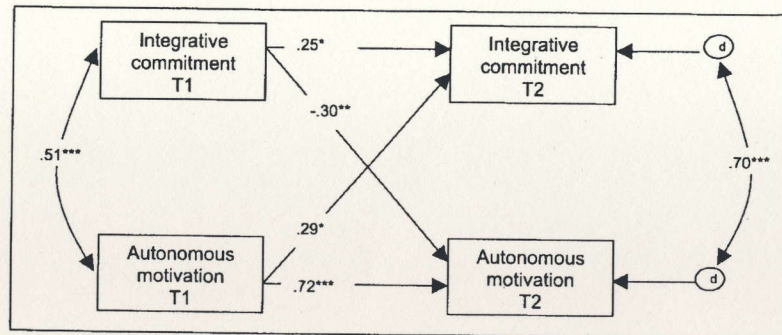 Integrative
commitment
T1
.25*
Integrative
commitment
T2
d
-.30**
.51***
.70***
.29*
Autonomous
motivation
T1
.72***
Autonomous
motivation
T2
d